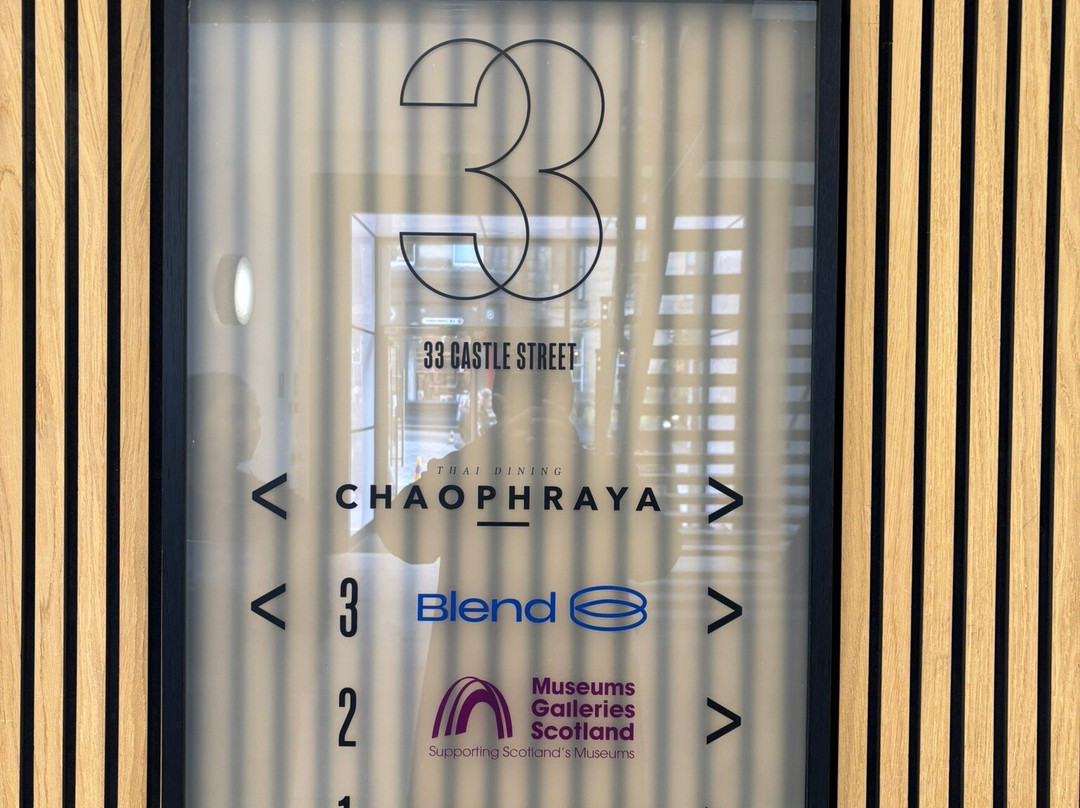 33
33 CASTLE STREET
THAI DINING
< CHAOPHRAYA >
< 3 Blend >
2 Museums
Galleries
Scotland >
Supporting Scotland's Museums